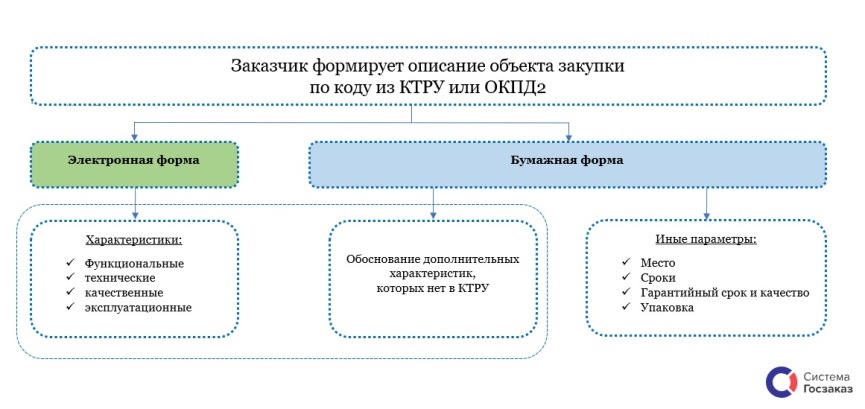 Заказчик формирует описание объекта закупки
по коду из КТРУ или ОКПД2
Электронная форма
Бумажная форма
Характеристики:
✓ Функциональные
✓ технические
✓ качественные
✓ эксплуатационные
Обоснование дополнительных
характеристик,
которых нет в КТРУ
Иные параметры:
✓ Место
✓ Сроки
✓ Гарантийный срок и качество
✓ Упаковка
Система
Госзаказ